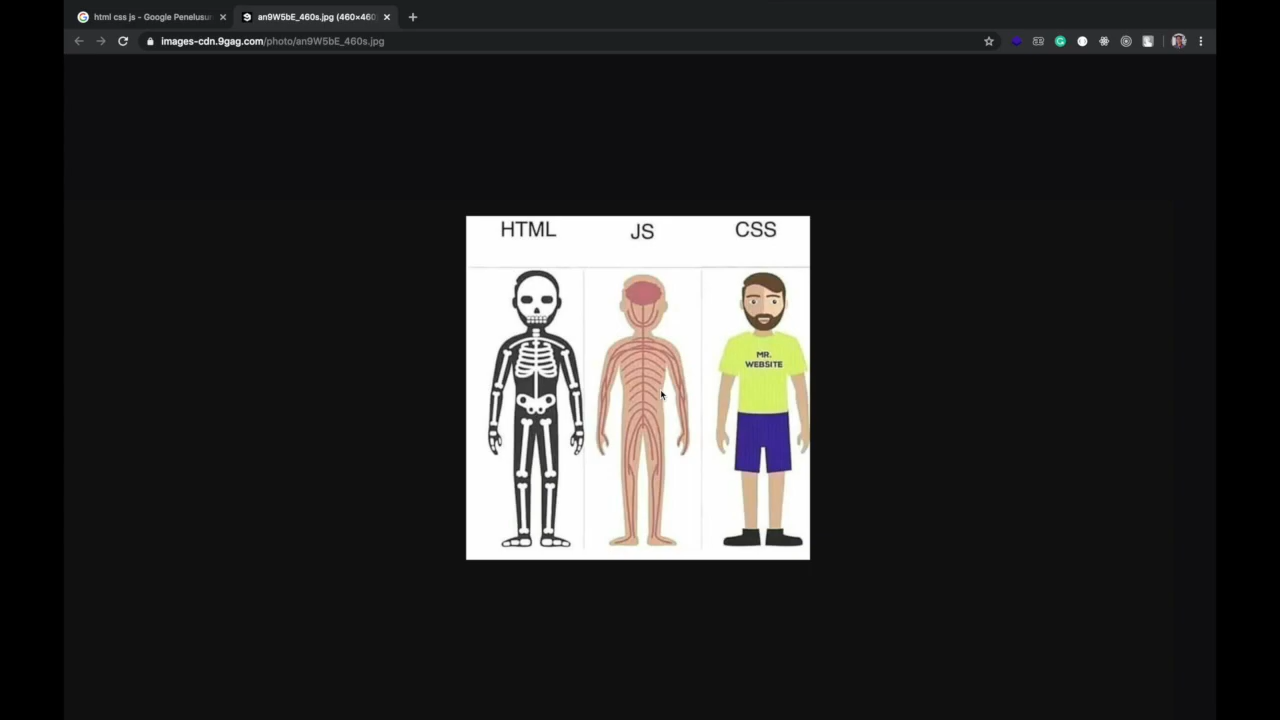 html css js - Google Penelusur
an9W5bE_460s.jpg (460×460
images-cdn.9gag.com/photo/an9W5bE_460s.jpg
HTML
JS
CSS
MR.
WEBSITE